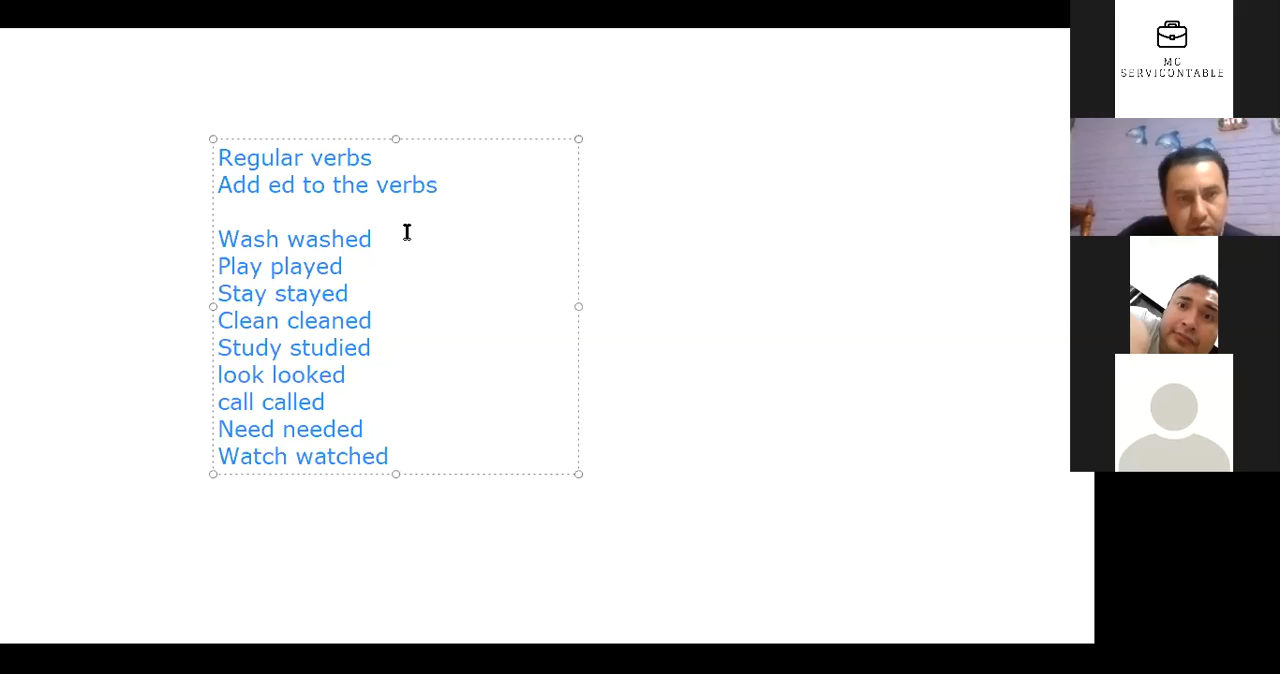 Regular verbs
Add ed to the verbs
Wash washed
Play played
Stay stayed
Clean cleaned
Study studied
look looked
call called
Need needed
Watch watched
MG
SERVICONTABLE